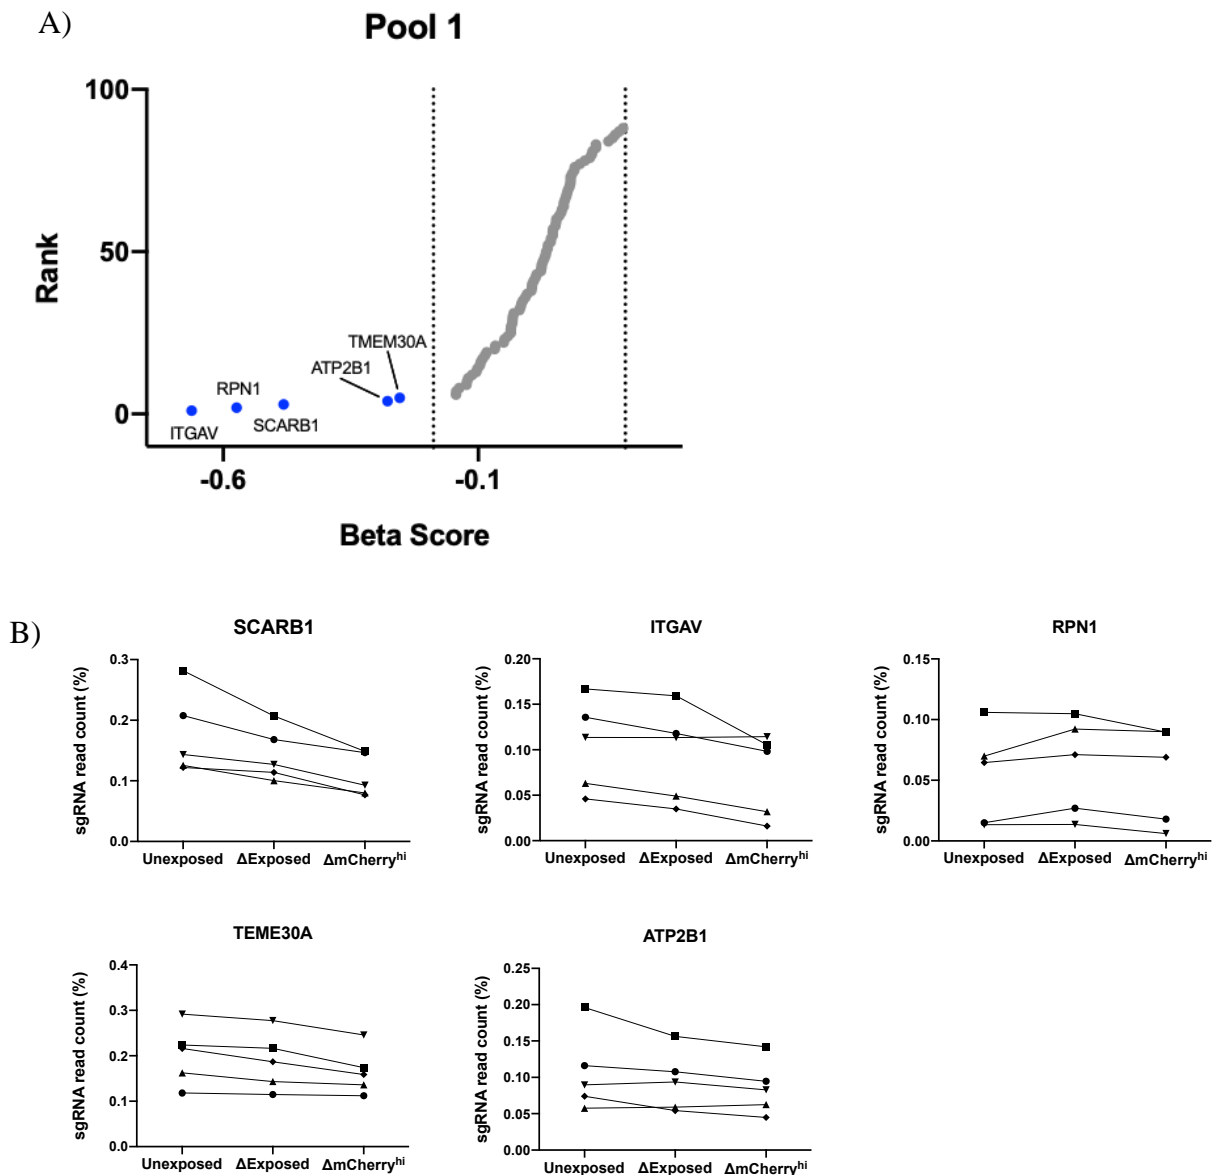 A)
Pool 1
100
50
0
Rank
TMEM30A
ATP2B1
RPN1
ITGAV
SCARB1
-0.6
-0.1
Beta Score
B)
SCARB1
sgRNA read count (%)
0.3
0.2
0.1
0.0
Unexposed ΔExposed ΔmCherryhi
ITGAV
sgRNA read count (%)
0.20
0.15
0.10
0.05
0.00
Unexposed ΔExposed ΔmCherryhi
RPN1
sgRNA read count (%)
0.15
0.10
0.05
0.00
Unexposed ΔExposed ΔmCherryhi
TEME30A
sgRNA read count (%)
0.4
0.3
0.2
0.1
0.0
Unexposed ΔExposed ΔmCherryhi
ATP2B1
sgRNA read count (%)
0.25
0.20
0.15
0.10
0.05
0.00
Unexposed ΔExposed ΔmCherryhi